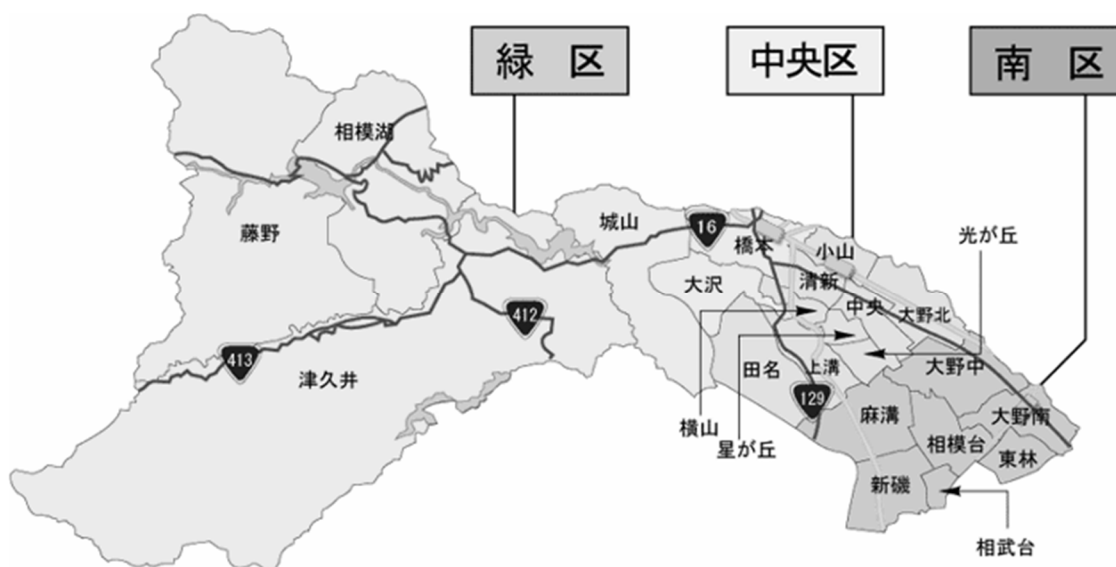 緑 区
中央区
南 区
相模湖
藤野
城山
16
橋本
小山
光が丘
大沢
清新
中央
大野北
412
413
津久井
田名
上溝
大野中
129
麻溝
大野南
横山
星が丘
相模台
東林
新磯
相武台